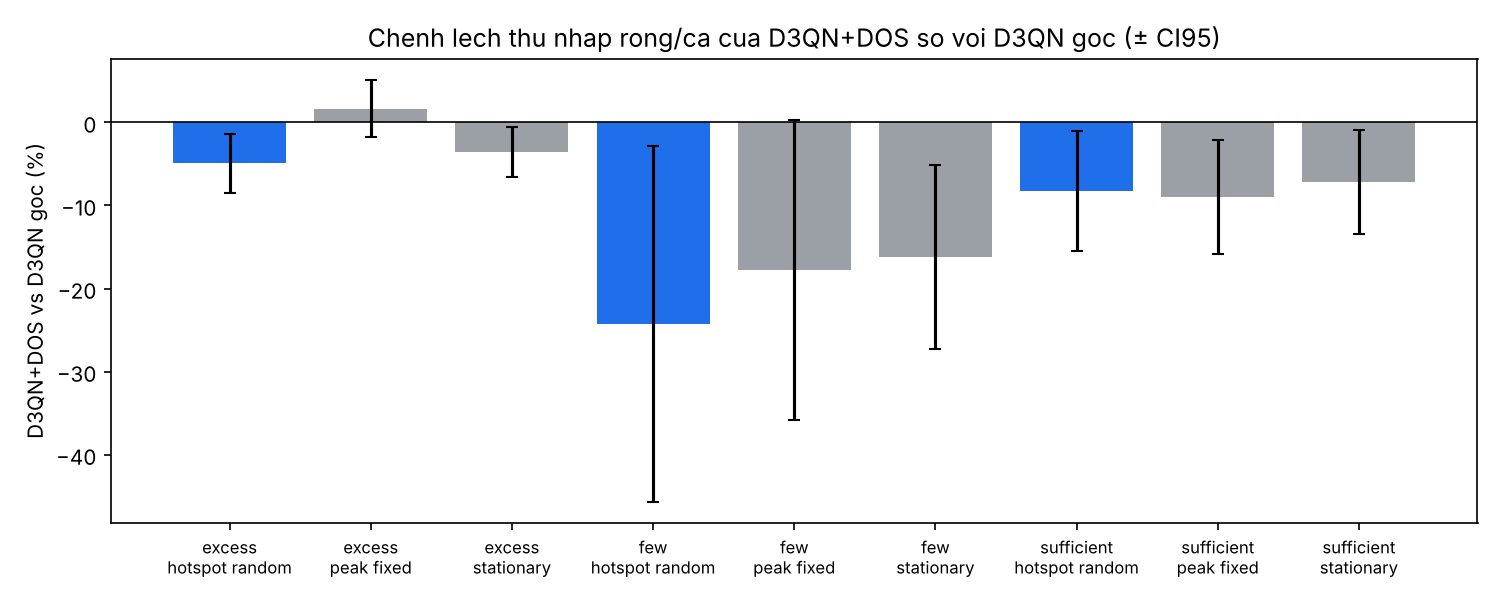 Chenh lech thu nhap rong/ca cua D3QN+DOS so voi D3QN goc (± CI95)
D3QN+DOS vs D3QN goc (%)
0
−10
−20
−30
−40
excess
hotspot random
excess
peak fixed
excess
stationary
few
hotspot random
few
peak fixed
few
stationary
sufficient
hotspot random
sufficient
peak fixed
sufficient
stationary